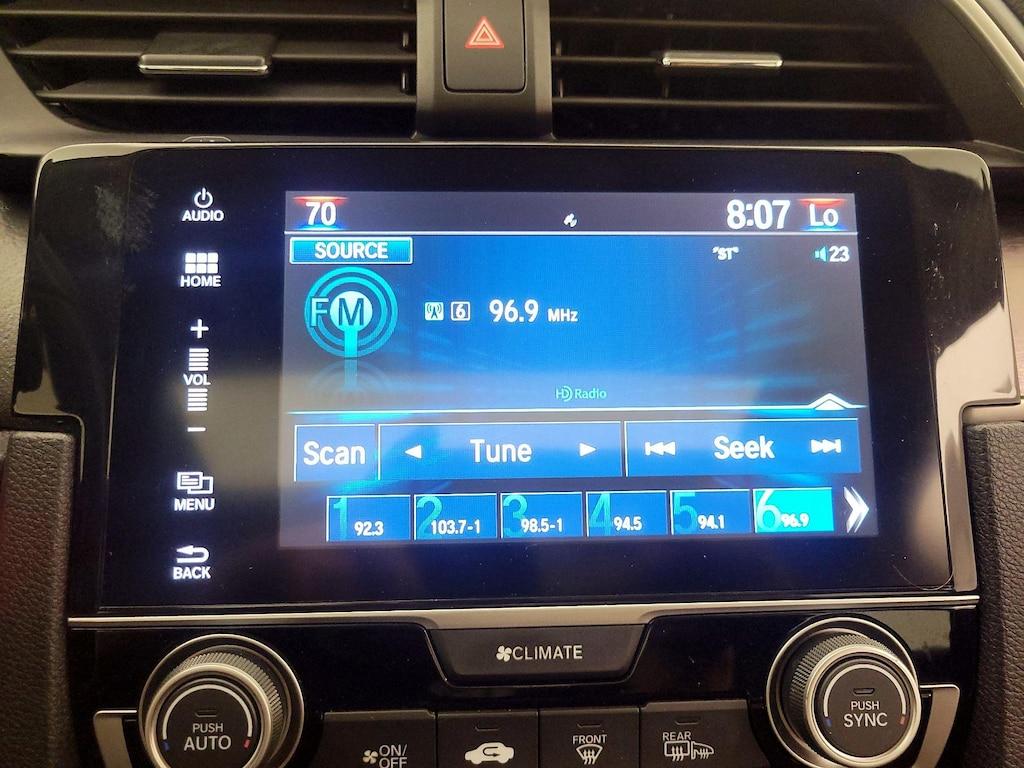 AUDIO
HOME
+
VOL
-
MENU
BACK
70
8:07
Lo
SOURCE
"ST"
23
FM
6
96.9 MHz
HD Radio
Scan
Tune
Seek
1 92.3
2 103.7-1
3 98.5-1
4 94.5
5 94.1
6 96.9
CLIMATE
PUSH
AUTO
ON/
OFF
FRONT
REAR
PUSH
SYNC